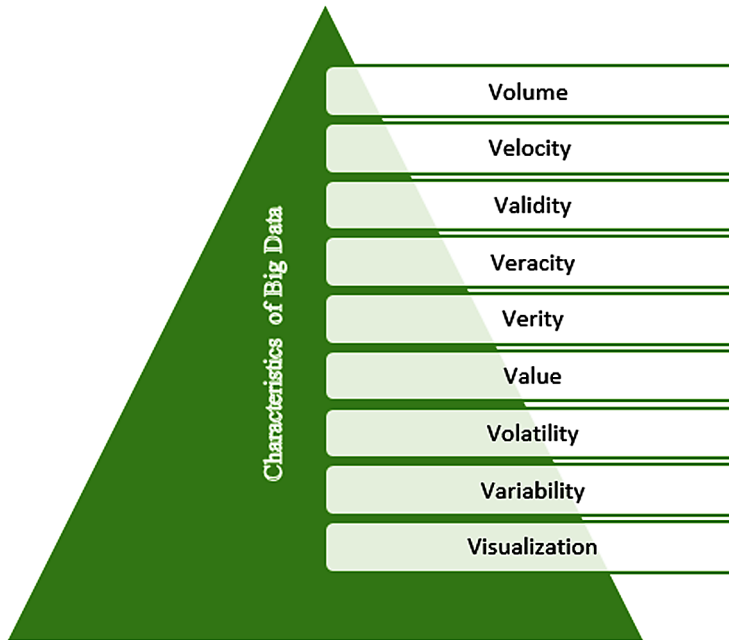 Characteristics of Big Data
Volume
Velocity
Validity
Veracity
Verity
Value
Volatility
Variability
Visualization